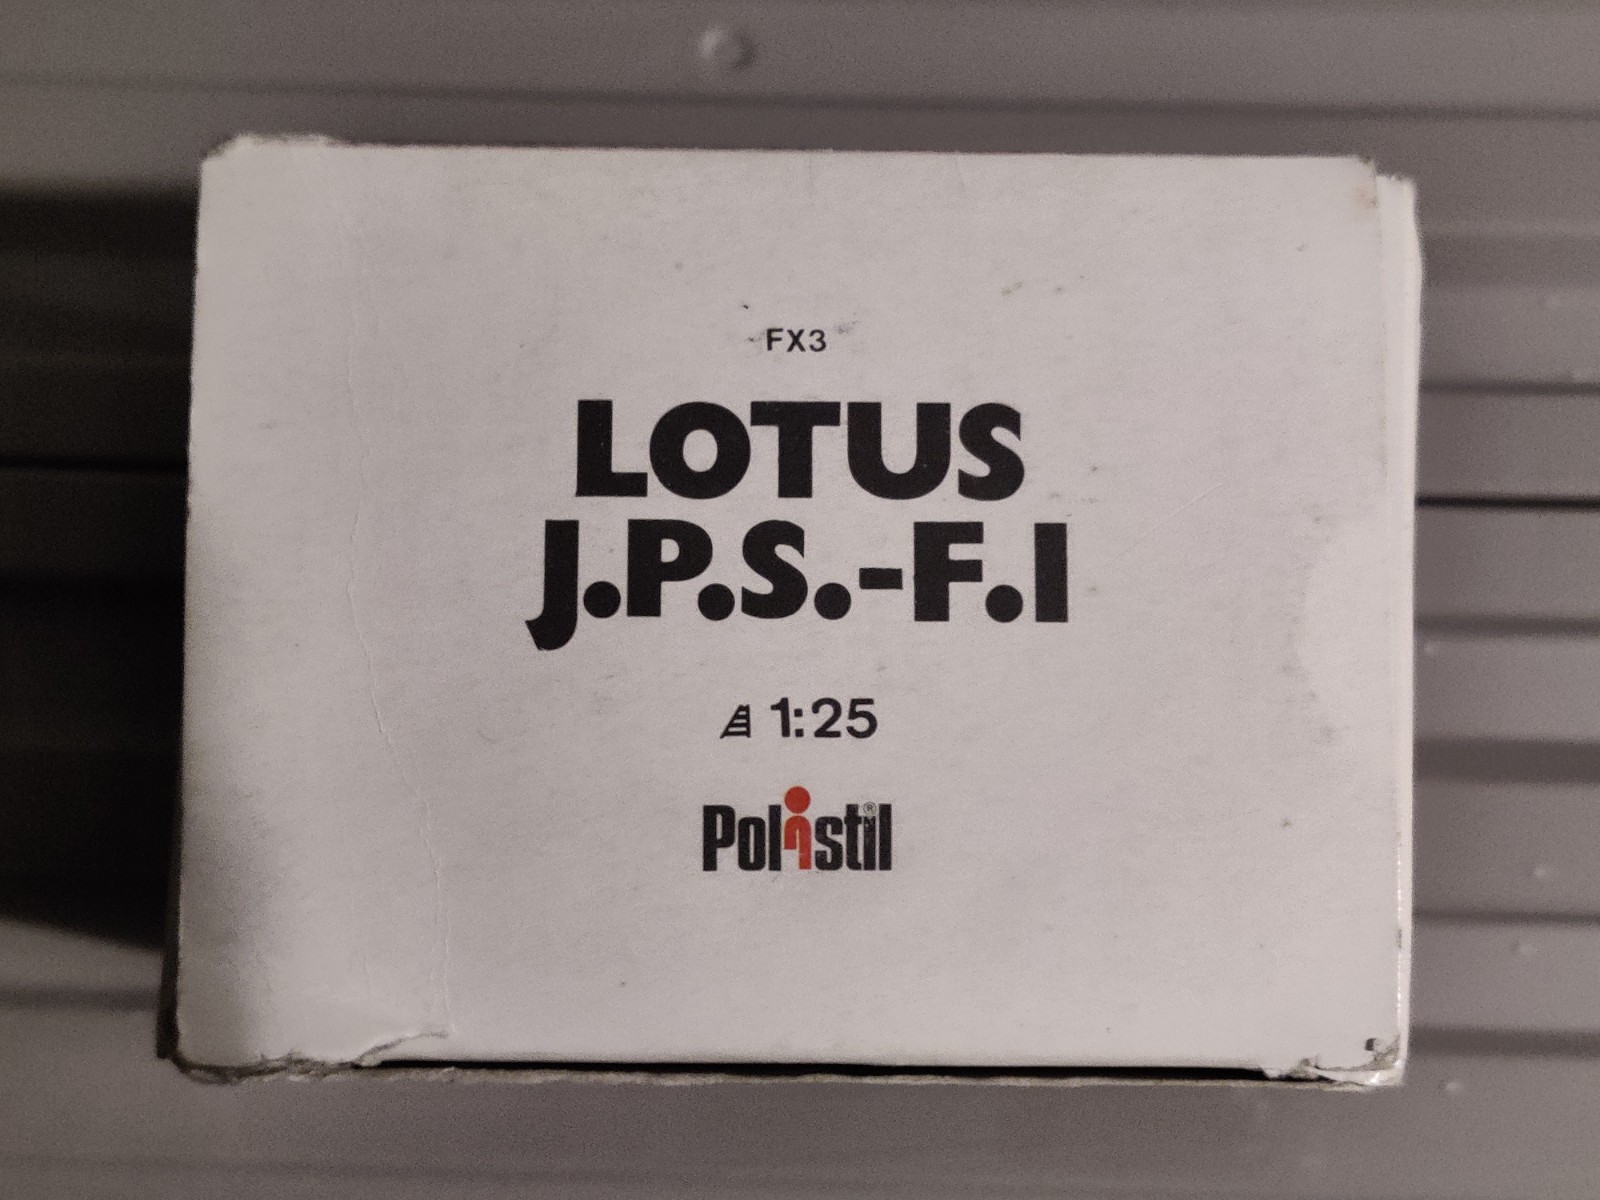 FX3
LOTUS
J.P.S.-F.I
1:25
Polistil®